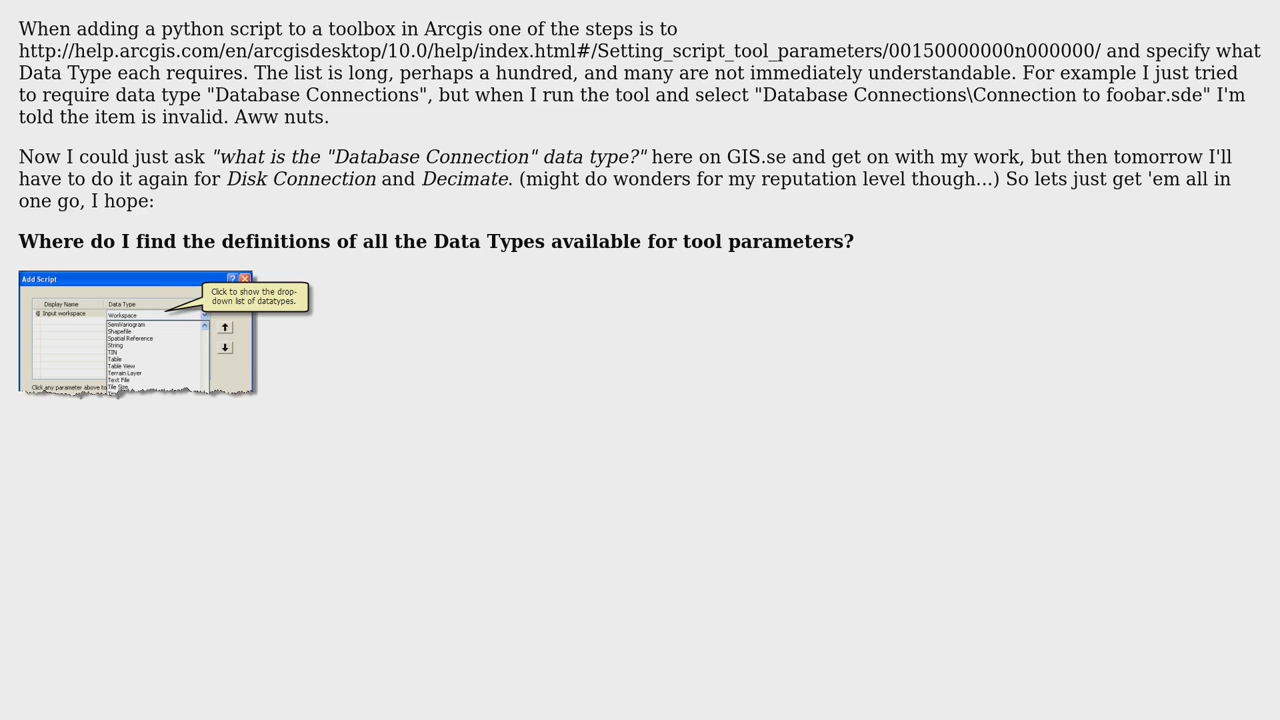 When adding a python script to a toolbox in Arcgis one of the steps is to
http://help.arcgis.com/en/arcgisdesktop/10.0/help/index.html#/Setting_script_tool_parameters/00150000000n000000/ and specify what
Data Type each requires. The list is long, perhaps a hundred, and many are not immediately understandable. For example I just tried
to require data type "Database Connections", but when I run the tool and select "Database Connections\Connection to foobar.sde" I'm
told the item is invalid. Aww nuts.
Now I could just ask "what is the "Database Connection" data type?" here on GIS.se and get on with my work, but then tomorrow I'll
have to do it again for Disk Connection and Decimate. (might do wonders for my reputation level though...) So lets just get 'em all in
one go, I hope:
Where do I find the definitions of all the Data Types available for tool parameters?
Add Script
Click to show the drop-
down list of datatypes.
Display Name Data Type
Input workspace Workspace
SemiVariogram
Shapefile
Spatial Reference
String
TIN
Table
Table View
Terrain Layer
Text File
Click any parameter above to
Tile Size